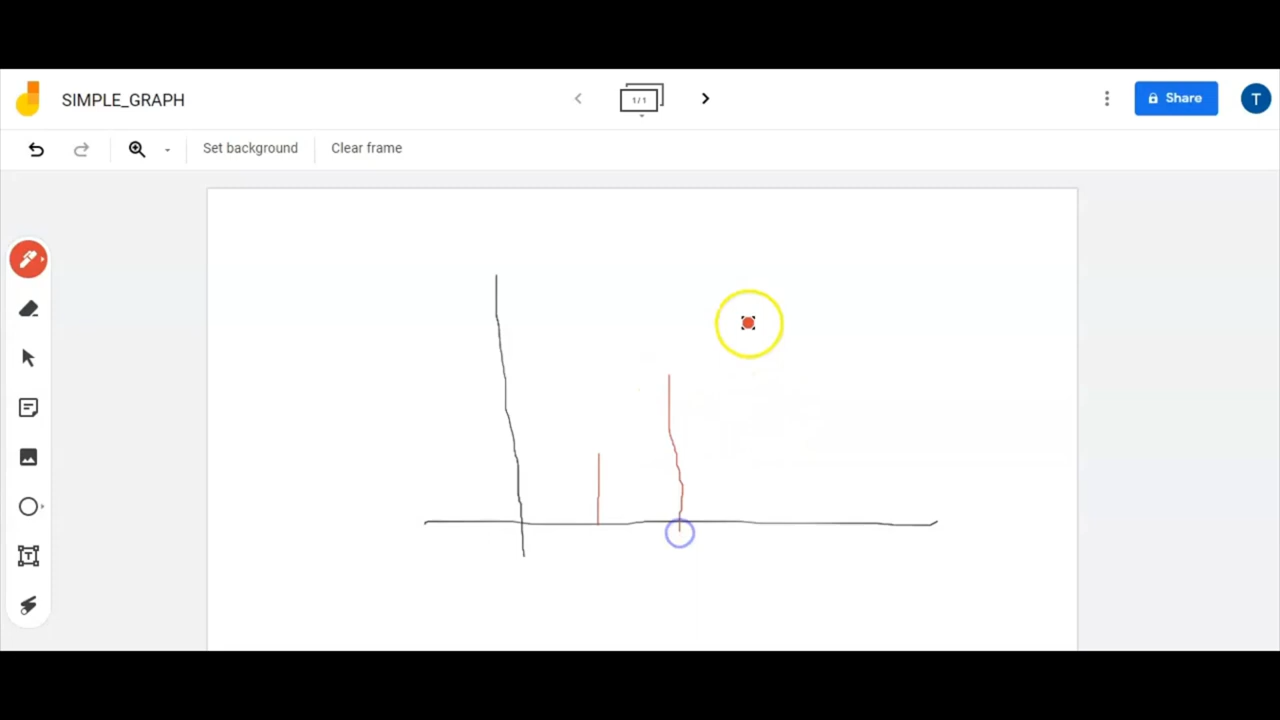 SIMPLE_GRAPH
1/1
Share
T
Set background
Clear frame
T